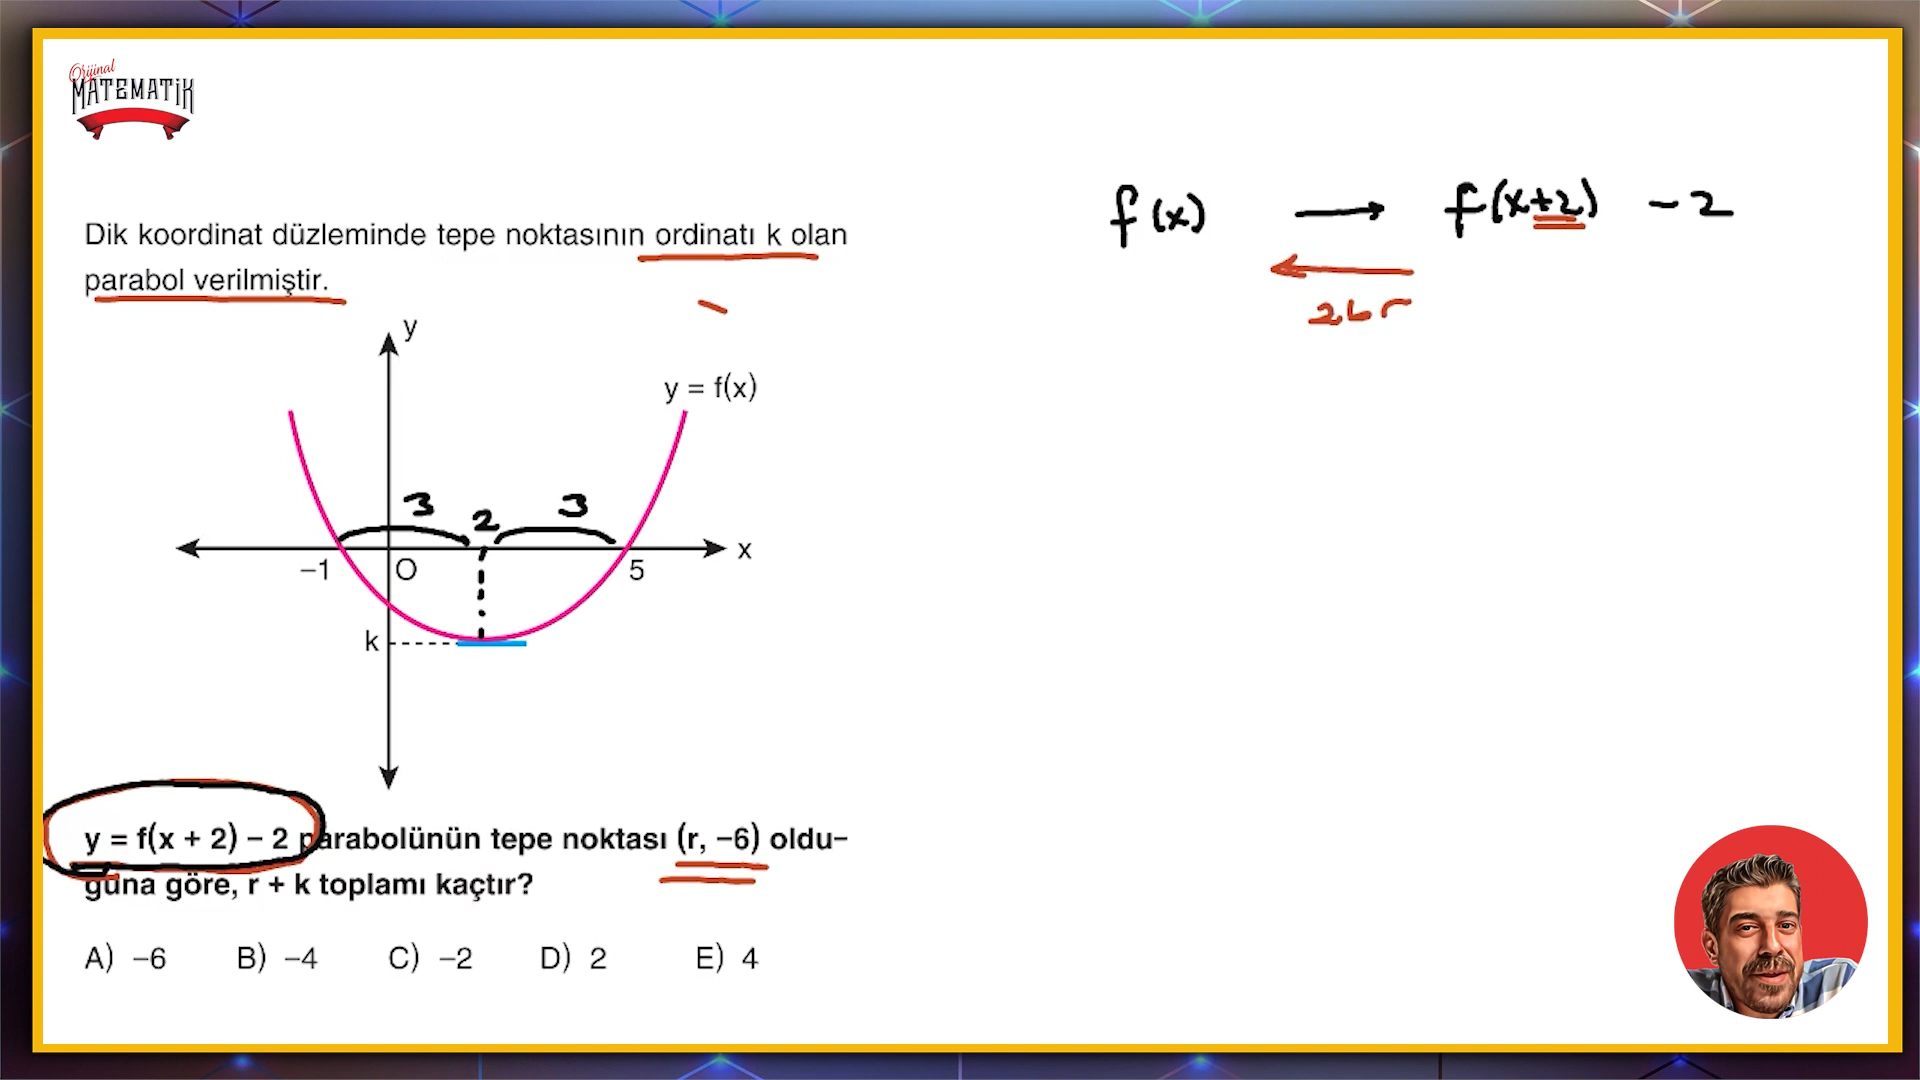 Orijinal
MATEMATİK
Dik koordinat düzleminde tepe noktasının ordinatı k olan
parabol verilmiştir.
f(x) → f(x+2) -2
2br
y
y = f(x)
3 2 3
x
-1 O 5
k
y = f(x + 2) – 2 parabolünün tepe noktası (r, –6) oldu–
ğuna göre, r + k toplamı kaçtır?
A) –6 B) –4 C) –2 D) 2 E) 4